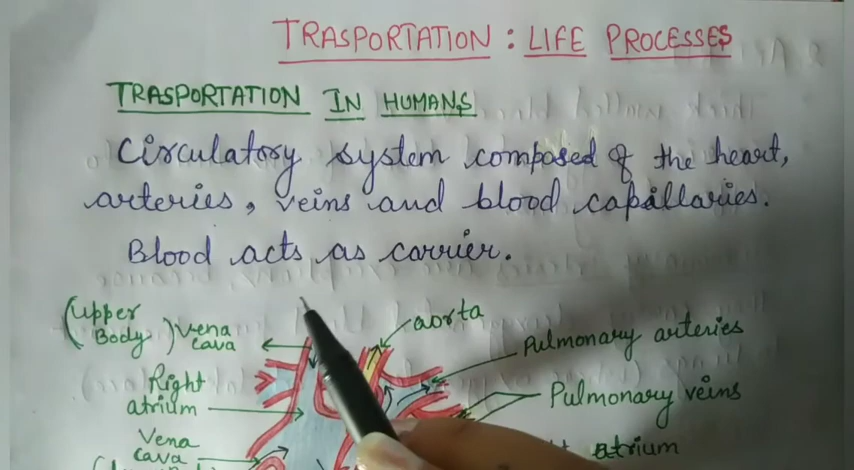 TRASPORTATION : LIFE PROCESSES
TRASPORTATION IN HUMANS
Circulatory system composed of the heart,
arteries, veins and blood capillaries.
Blood acts as carrier.
(Upper
Body) Vena
cava
aorta
Pulmonary arteries
Right
atrium
Pulmonary veins
Vena
cava
atrium